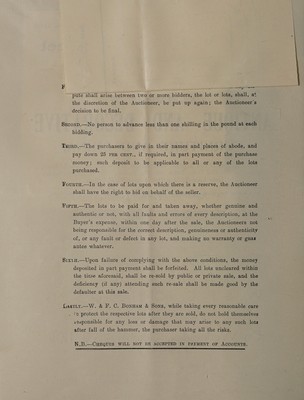 pute shall arise between two or more bidders, the lot or lots, shall, at
the discretion of the Auctioneer, be put up again; the Auctioneer's
decision to be final.
SECOND.—No person to advance less than one shilling in the pound at each
bidding.
THIRD.—The purchasers to give in their names and places of abode, and
pay down 25 PER CENT., if required, in part payment of the purchase
money; such deposit to be applicable to all or any of the lots
purchased.
FOURTH.—In the case of lots upon which there is a reserve, the Auctioneer
shall have the right to bid on behalf of the seller.
FIFTH.—The lots to be paid for and taken away, whether genuine and
authentic or not, with all faults and errors of every description, at the
Buyer's expense, within one day after the sale, the Auctioneers not
being responsible for the correct description, genuineness or authenticity
of, or any fault or defect in any lot, and making no warranty or guar
antee whatever.
SIXTH.—Upon failure of complying with the above conditions, the money
deposited in part payment shall be forfeited. All lots uncleared within
the time aforesaid, shall be re-sold by public or private sale, and the
deficiency (if any) attending such re-sale shall be made good by the
defaulter at this sale.
LASTLY.—W. & F. C. BONHAM & SONS, while taking every reasonable care
protect the respective lots after they are sold, do not hold themselves
responsible for any loss or damage that may arise to any such lots
after fall of the hammer, the purchaser taking all the risks.
N.B.—CHEQUES WILL NOT BE ACCEPTED IN PAYMENT OF ACCOUNTS.